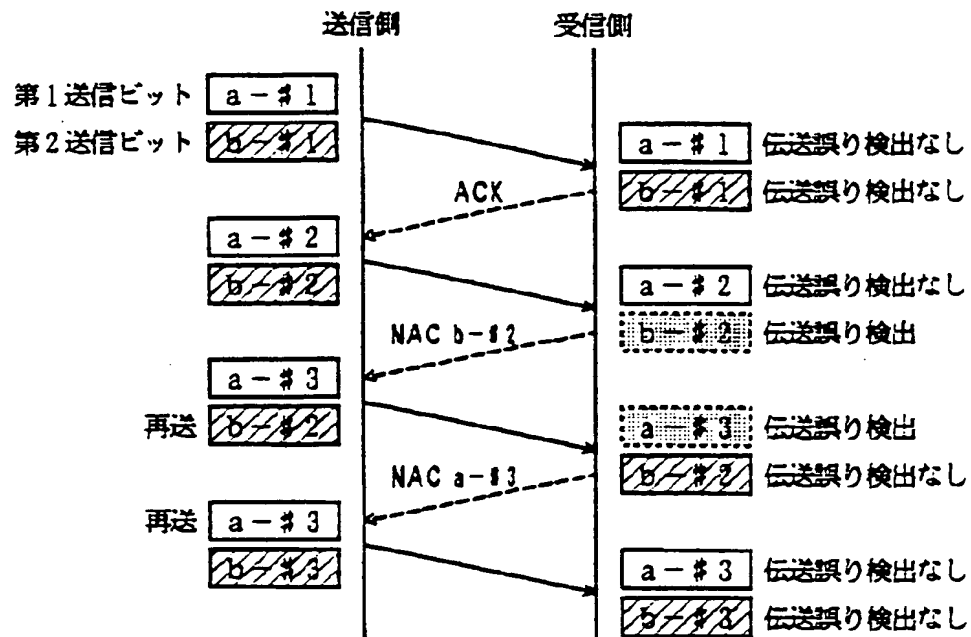 送信側 受信側
第1送信ビット a-#1
第2送信ビット b-#1
a-#1 伝送誤り検出なし
b-#1 伝送誤り検出なし
ACK
a-#2
b-#2
a-#2 伝送誤り検出なし
NAC b-#2
b-#2 伝送誤り検出
a-#3
再送 b-#2
a-#3 伝送誤り検出
NAC a-#3
b-#2 伝送誤り検出なし
再送 a-#3
b-#3
a-#3 伝送誤り検出なし
b-#3 伝送誤り検出なし